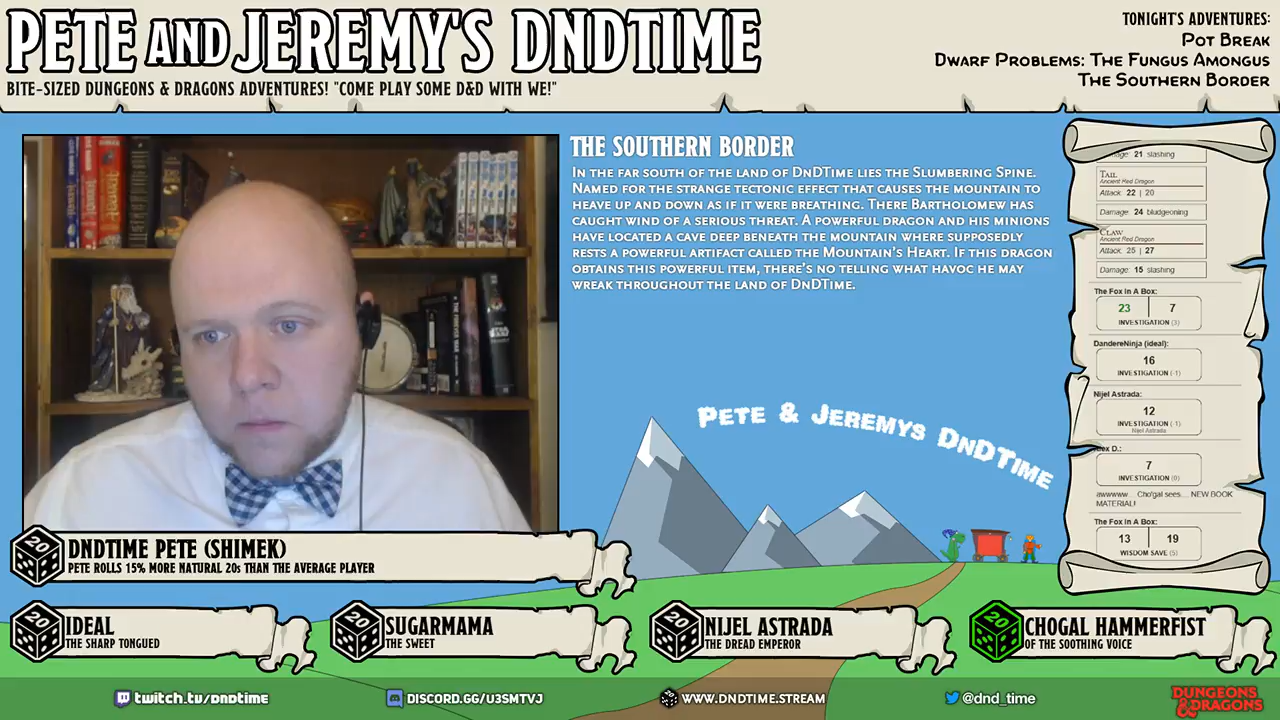 PETE AND JEREMY'S DNDTIME
BITE-SIZED DUNGEONS & DRAGONS ADVENTURES! "COME PLAY SOME D&D WITH WE!"
TONIGHT'S ADVENTURES:
POT BREAK
DWARF PROBLEMS: THE FUNGUS AMONGUS
THE SOUTHERN BORDER
THE SOUTHERN BORDER
IN THE FAR SOUTH OF THE LAND OF DNDTIME LIES THE SLUMBERING SPINE.
NAMED FOR THE STRANGE TECTONIC EFFECT THAT CAUSES THE MOUNTAIN TO
HEAVE UP AND DOWN AS IF IT WERE BREATHING. THERE BARTHOLOMEW HAS
CAUGHT WIND OF A SERIOUS THREAT. A POWERFUL DRAGON AND HIS MINIONS
HAVE LOCATED A CAVE DEEP BENEATH THE MOUNTAIN WHERE SUPPOSEDLY
RESTS A POWERFUL ARTIFACT CALLED THE MOUNTAIN'S HEART. IF THIS DRAGON
OBTAINS THIS POWERFUL ITEM, THERE'S NO TELLING WHAT HAVOC HE MAY
WREAK THROUGHOUT THE LAND OF DNDTIME.
PETE & JEREMYS DNDTIME
21 slashing
TAIL
Ancient Red Dragon
Attack: 22 | 20
Damage: 24 bludgeoning
CLAW
Ancient Red Dragon
Attack: 25 | 27
Damage: 15 slashing
The Fox In A Box:
23 7
INVESTIGATION (3)
DandereNinja (ideal):
16
INVESTIGATION (-1)
Nijel Astrada:
12
INVESTIGATION (-1)
Nijel Astrada
D.:
7
INVESTIGATION (0)
awwwww... Cho'gal sees.... NEW BOOK
MATERIAL!
The Fox In A Box:
13 19
WISDOM SAVE (5)
20
DNDTIME PETE (SHIMEK)
PETE ROLLS 15% MORE NATURAL 20S THAN THE AVERAGE PLAYER
20
IDEAL
THE SHARP TONGUED
20
SUGARMAMA
THE SWEET
20
NIJEL ASTRADA
THE DREAD EMPEROR
20
CHOGAL HAMMERFIST
OF THE SOOTHING VOICE
twitch.tv/dndtime
DISCORD.GG/U3SMTVJ
WWW.DNDTIME.STREAM
@dnd_time
DUNGEONS
& DRAGONS